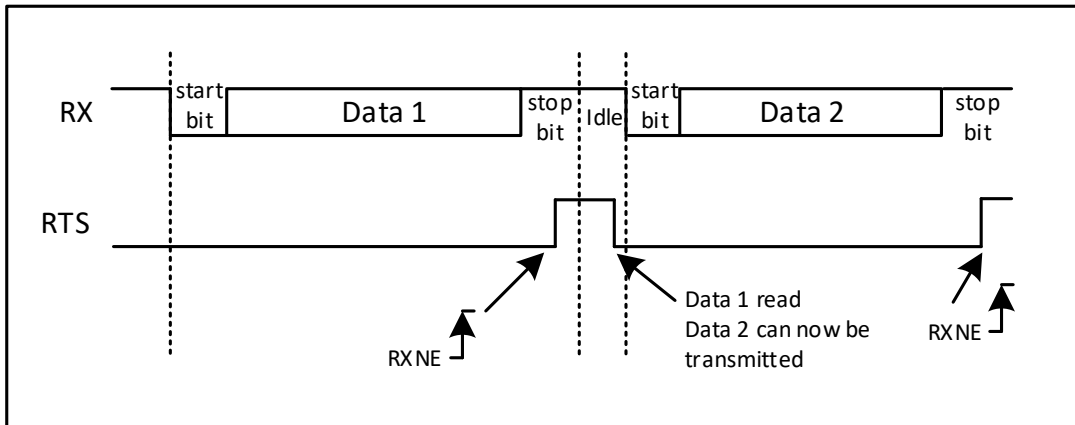 RX
start
bit
Data 1
stop
bit
Idle
start
bit
Data 2
stop
bit
RTS
RXNE
Data 1 read
Data 2 can now be
transmitted
RXNE